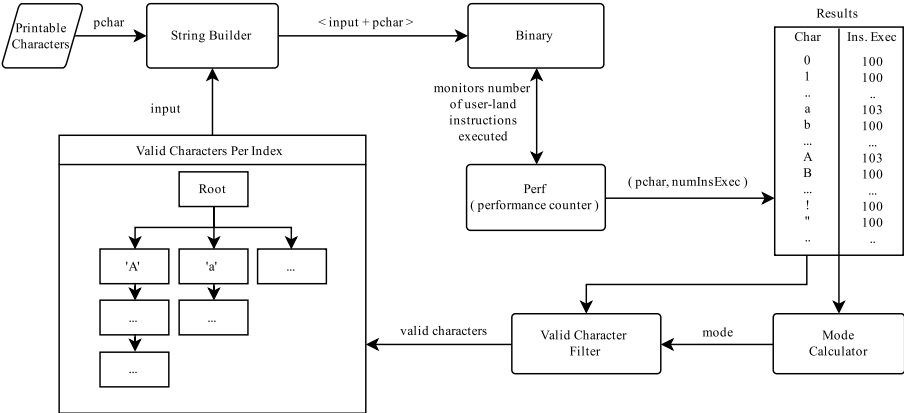 Printable
Characters
pchar
String Builder
< input + pchar >
Binary
input
monitors number
of user-land
instructions
executed
Perf
( performance counter )
( pchar, numInsExec )
Results
Char Ins. Exec
0 100
1 100
.. ..
a 103
b 100
... ...
A 103
B 100
... ...
! 100
" 100
.. ..
Valid Characters Per Index
Root
'A' 'a' ...
... ...
...
valid characters
Valid Character
Filter
mode
Mode
Calculator